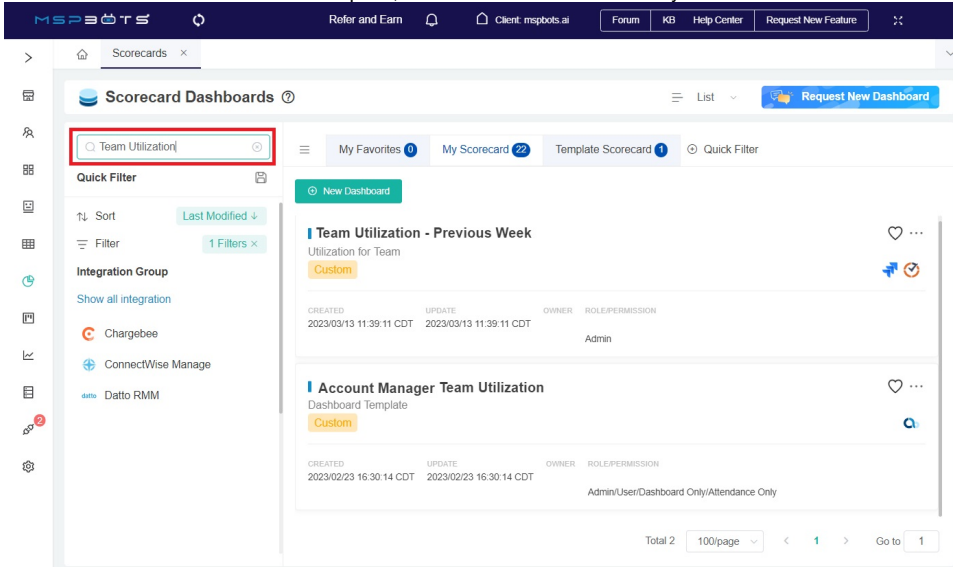 MSPBÖTS
Refer and Earn
Client: mspbots.ai
Forum
KB
Help Center
Request New Feature
Scorecards ×
Scorecard Dashboards
List
Request New Dashboard
Team Utilization
My Favorites 0
My Scorecard 22
Template Scorecard 1
Quick Filter
Quick Filter
New Dashboard
Sort
Last Modified ↓
Filter
1 Filters ×
Integration Group
Show all integration
Chargebee
ConnectWise Manage
datto Datto RMM
2
Team Utilization - Previous Week
Utilization for Team
Custom
CREATED UPDATE OWNER ROLE/PERMISSION
2023/03/13 11:39:11 CDT 2023/03/13 11:39:11 CDT
Admin
Account Manager Team Utilization
Dashboard Template
Custom
CREATED UPDATE OWNER ROLE/PERMISSION
2023/02/23 16:30:14 CDT 2023/02/23 16:30:14 CDT
Admin/User/Dashboard Only/Attendance Only
Total 2 100/page < 1 > Go to 1